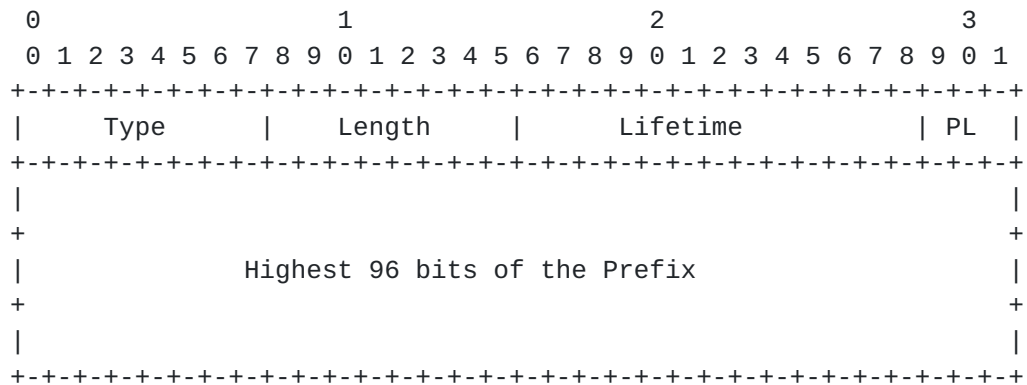 0                   1                   2                   3
 0 1 2 3 4 5 6 7 8 9 0 1 2 3 4 5 6 7 8 9 0 1 2 3 4 5 6 7 8 9 0 1
+-+-+-+-+-+-+-+-+-+-+-+-+-+-+-+-+-+-+-+-+-+-+-+-+-+-+-+-+-+-+-+-+
|     Type      |    Length     |      Lifetime           | PL  |
+-+-+-+-+-+-+-+-+-+-+-+-+-+-+-+-+-+-+-+-+-+-+-+-+-+-+-+-+-+-+-+-+
|                                                               |
+                                                               +
|              Highest 96 bits of the Prefix                    |
+                                                               +
|                                                               |
+-+-+-+-+-+-+-+-+-+-+-+-+-+-+-+-+-+-+-+-+-+-+-+-+-+-+-+-+-+-+-+-+